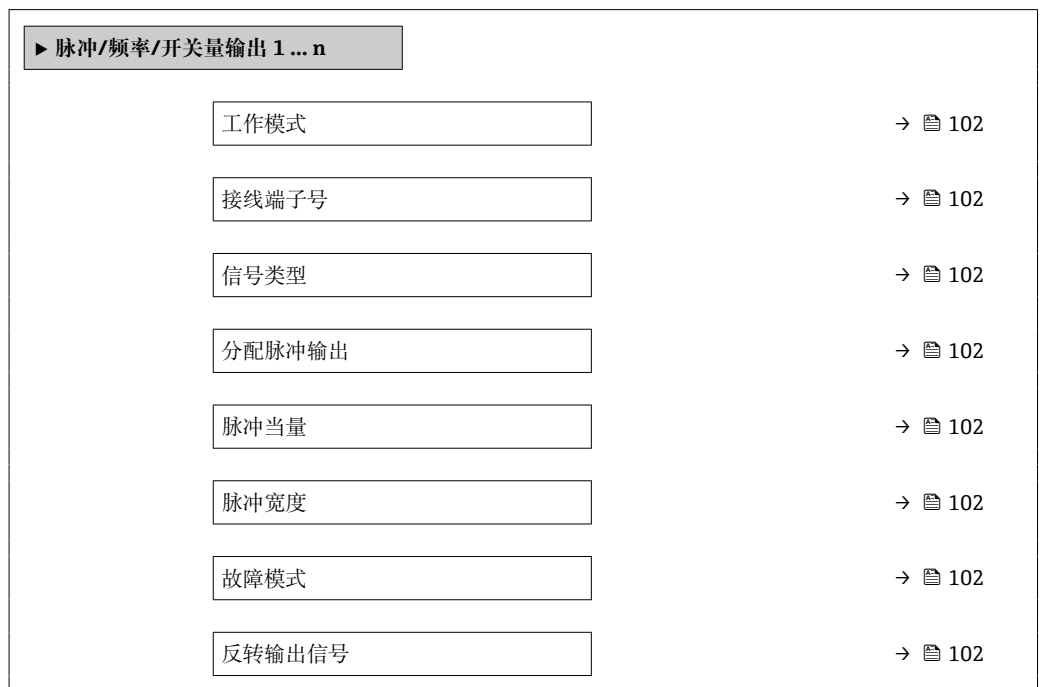 ▶ 脉冲/频率/开关量输出 1 ... n
工作模式 → 102
接线端子号 → 102
信号类型 → 102
分配脉冲输出 → 102
脉冲当量 → 102
脉冲宽度 → 102
故障模式 → 102
反转输出信号 → 102